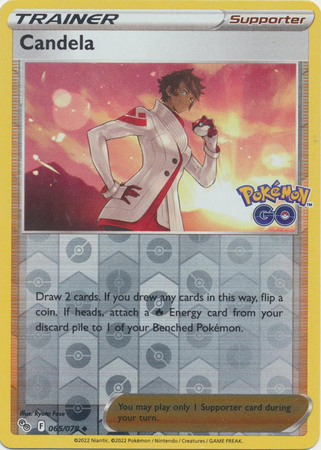 TRAINER Supporter
Candela
Pokémon
GO
Draw 2 cards. If you drew any cards in this way, flip a
coin. If heads, attach a Energy card from your
discard pile to 1 of your Benched Pokémon.
Illus. Ryota
F 065/078
You may play only 1 Supporter card during
your turn.
©2022 Niantic. ©2022 Pokémon / Nintendo / Creatures / GAME FREAK.